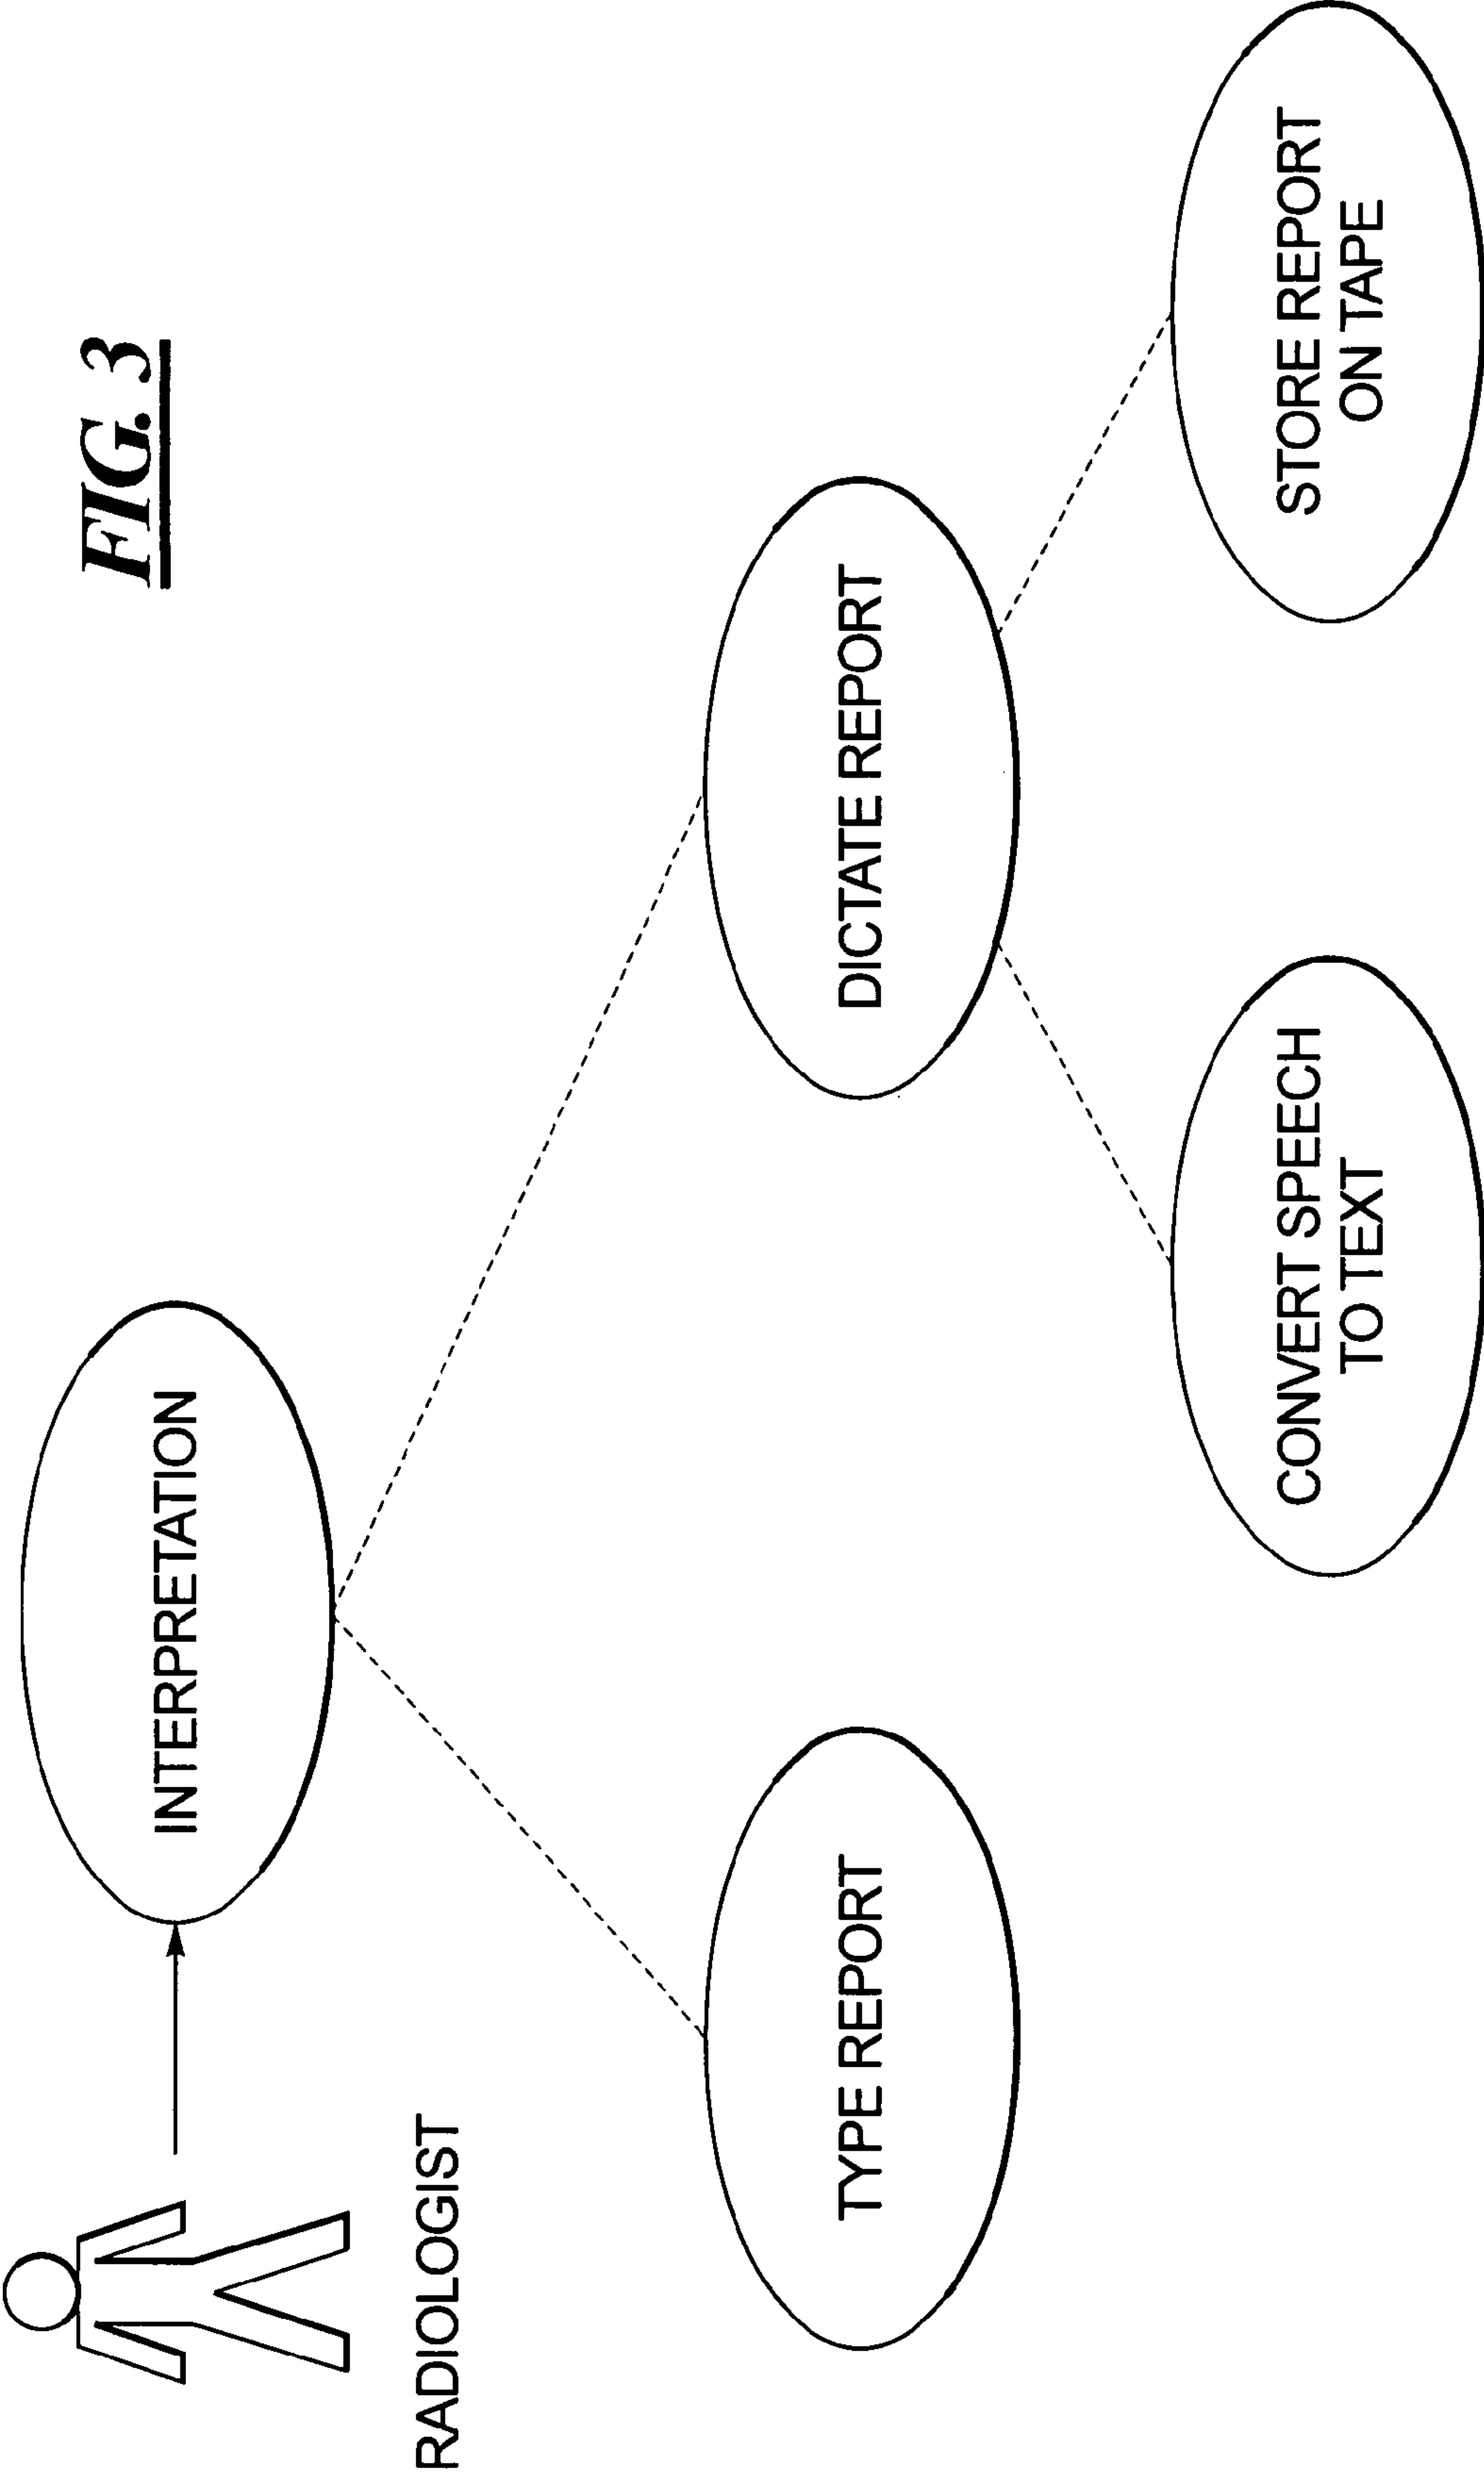 FIG. 3
RADIOLOGIST
INTERPRETATION
TYPE REPORT
DICTATE REPORT
CONVERT SPEECH
TO TEXT
STORE REPORT
ON TAPE